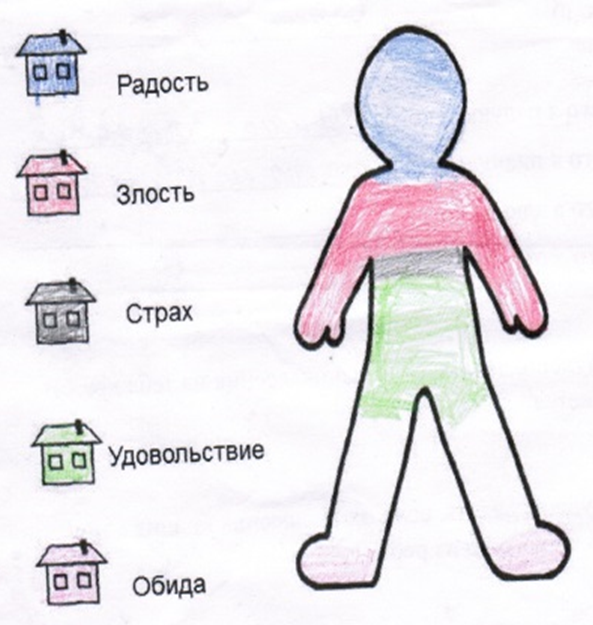 Радость
Злость
Страх
Удовольствие
Обида